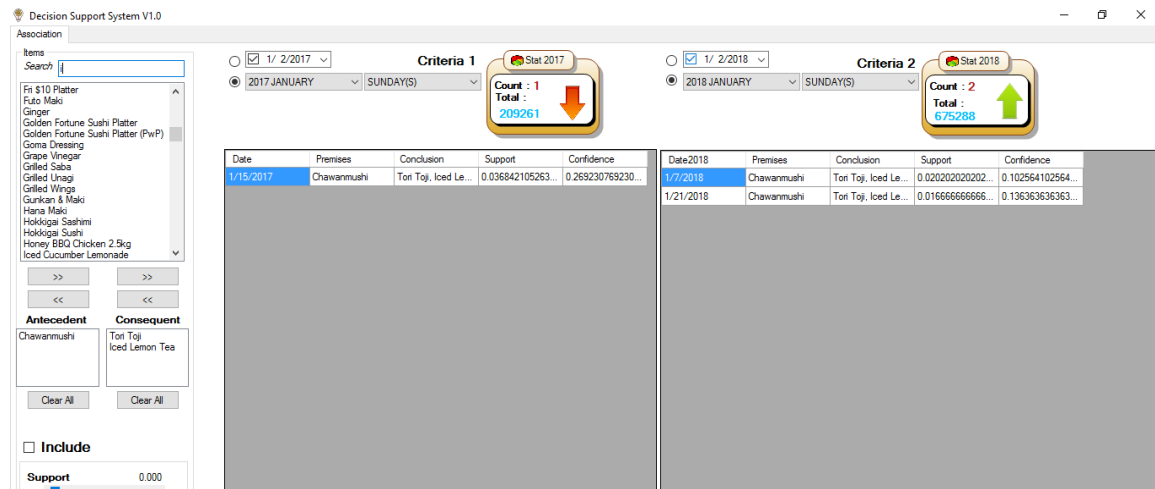 Decision Support System V1.0
Association
Items
Search i
Fri $10 Platter
Futo Maki
Ginger
Golden Fortune Sushi Platter
Golden Fortune Sushi Platter (PwP)
Goma Dressing
Grape Vinegar
Grilled Saba
Grilled Unagi
Grilled Wings
Gunkan & Maki
Hana Maki
Hokkigai Sashimi
Hokkigai Sushi
Honey BBQ Chicken 2.5kg
Iced Cucumber Lemonade
>> >>
<< <<
Antecedent Consequent
Chawanmushi
Tori Toji
Iced Lemon Tea
Clear All Clear All
Include
Support 0.000
1/ 2/2017
Criteria 1
2017 JANUARY SUNDAY(S)
Stat 2017
Count : 1
Total :
209261
Date Premises Conclusion Support Confidence
1/15/2017 Chawanmushi Tori Toji, Iced Le... 0.036842105263... 0.269230769230...
1/ 2/2018
Criteria 2
2018 JANUARY SUNDAY(S)
Stat 2018
Count : 2
Total :
675288
Date2018 Premises Conclusion Support Confidence
1/7/2018 Chawanmushi Tori Toji, Iced Le... 0.020202020202... 0.102564102564...
1/21/2018 Chawanmushi Tori Toji, Iced Le... 0.016666666666... 0.136363636363...